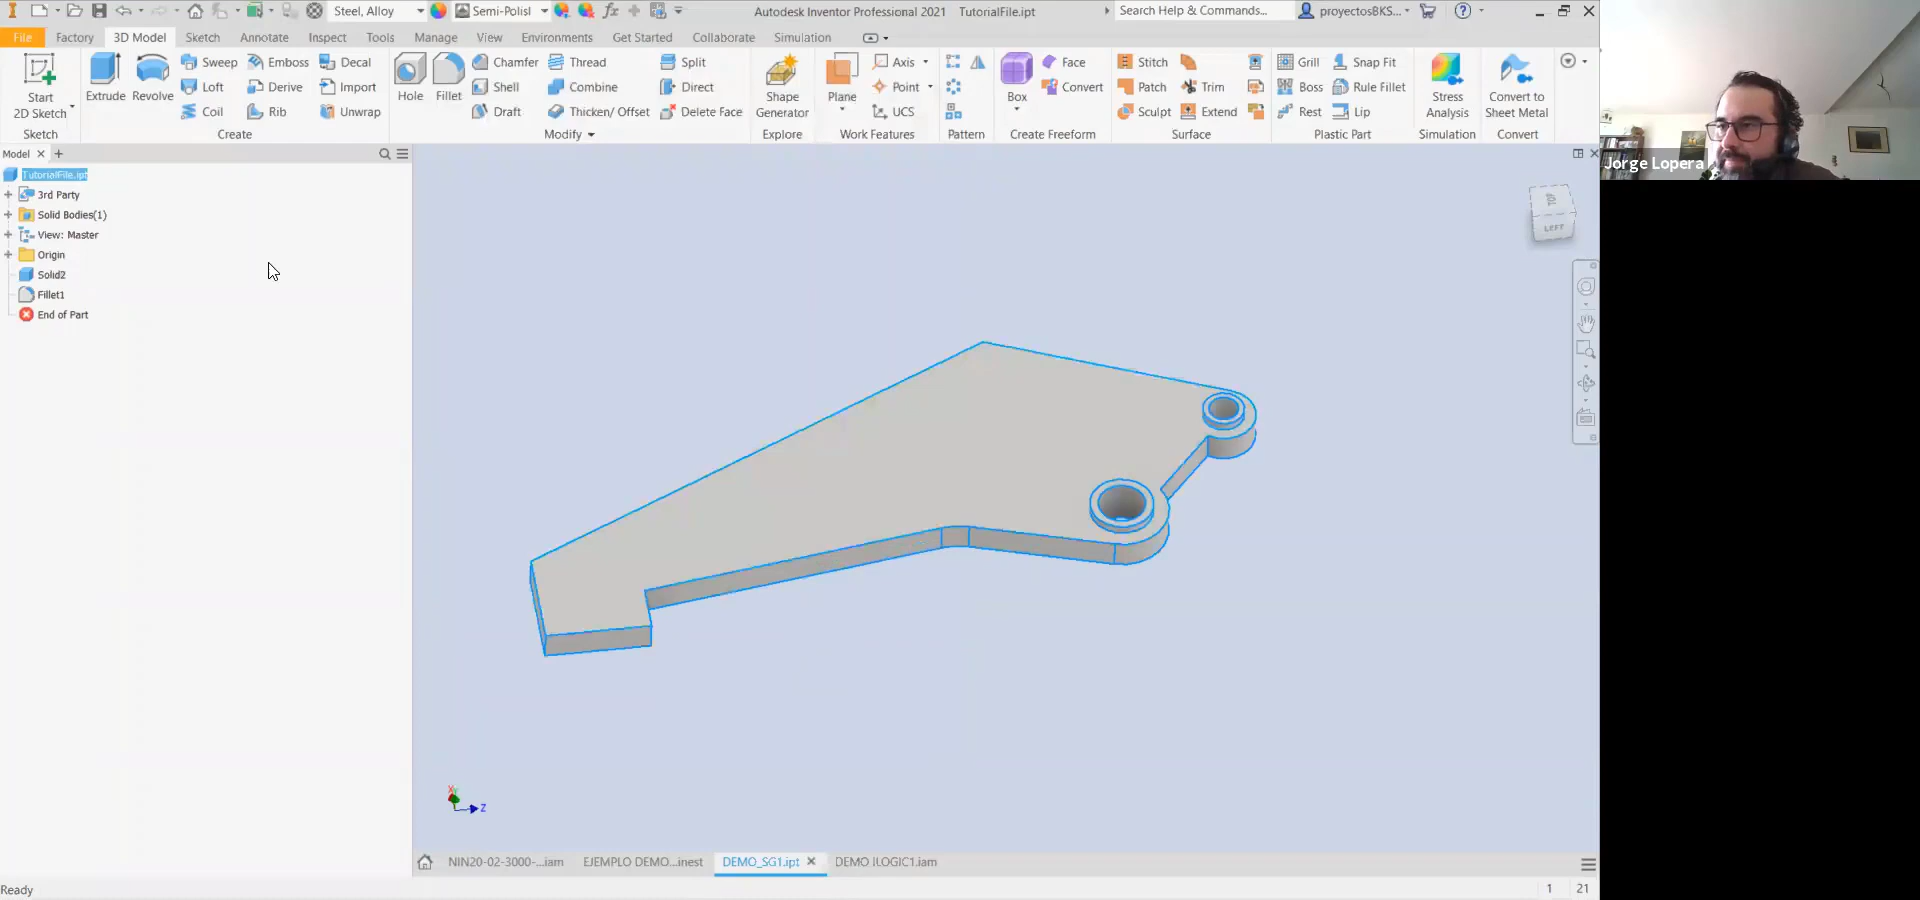 Steel, Alloy Semi-Polisl fx Autodesk Inventor Professional 2021 TutorialFile.ipt Search Help & Commands... proyectosBKS...
File Factory 3D Model Sketch Annotate Inspect Tools Manage View Environments Get Started Collaborate Simulation
Start
2D Sketch
Sketch
Extrude
Revolve
Sweep Emboss Decal
Loft Derive Import
Coil Rib Unwrap
Create
Hole
Fillet
Chamfer Thread Split
Shell Combine Direct
Draft Thicken/ Offset Delete Face
Modify
Shape
Generator
Explore
Plane
Axis
Point
UCS
Work Features
Pattern
Box
Face
Convert
Create Freeform
Stitch
Patch Trim
Sculpt Extend
Surface
Grill Snap Fit
Boss Rule Fillet
Rest Lip
Plastic Part
Stress
Analysis
Simulation
Convert to
Sheet Metal
Convert
Model
TutorialFile.ipt
3rd Party
Solid Bodies(1)
View: Master
Origin
Solid2
Fillet1
End of Part
TOP
LEFT
Z
NIN20-02-3000-...iam EJEMPLO DEMO...inest DEMO_SG1.ipt DEMO ILOGIC1.iam
Ready
1 21
Jorge Lopera